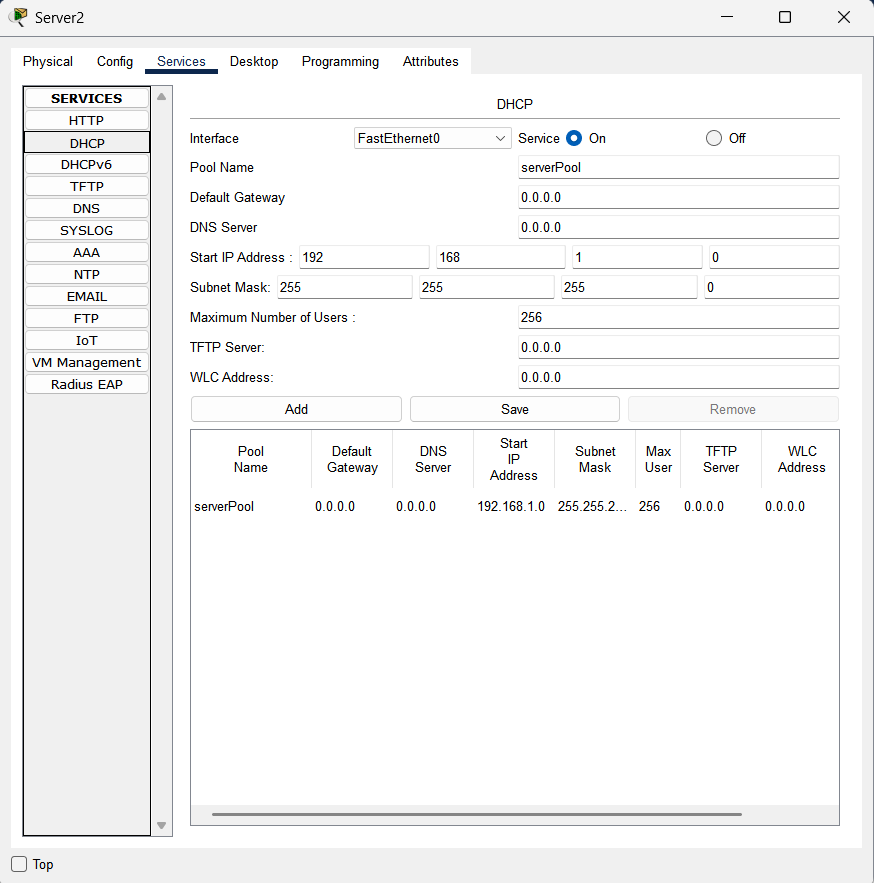 Server2
Physical Config Services Desktop Programming Attributes
SERVICES
HTTP
DHCP
DHCPv6
TFTP
DNS
SYSLOG
AAA
NTP
EMAIL
FTP
IoT
VM Management
Radius EAP
DHCP
Interface FastEthernet0 Service On Off
Pool Name serverPool
Default Gateway 0.0.0.0
DNS Server 0.0.0.0
Start IP Address : 192 168 1 0
Subnet Mask: 255 255 255 0
Maximum Number of Users : 256
TFTP Server: 0.0.0.0
WLC Address: 0.0.0.0
Add Save Remove
Pool Name Default Gateway DNS Server Start IP Address Subnet Mask Max User TFTP Server WLC Address
serverPool 0.0.0.0 0.0.0.0 192.168.1.0 255.255.2... 256 0.0.0.0 0.0.0.0
Top